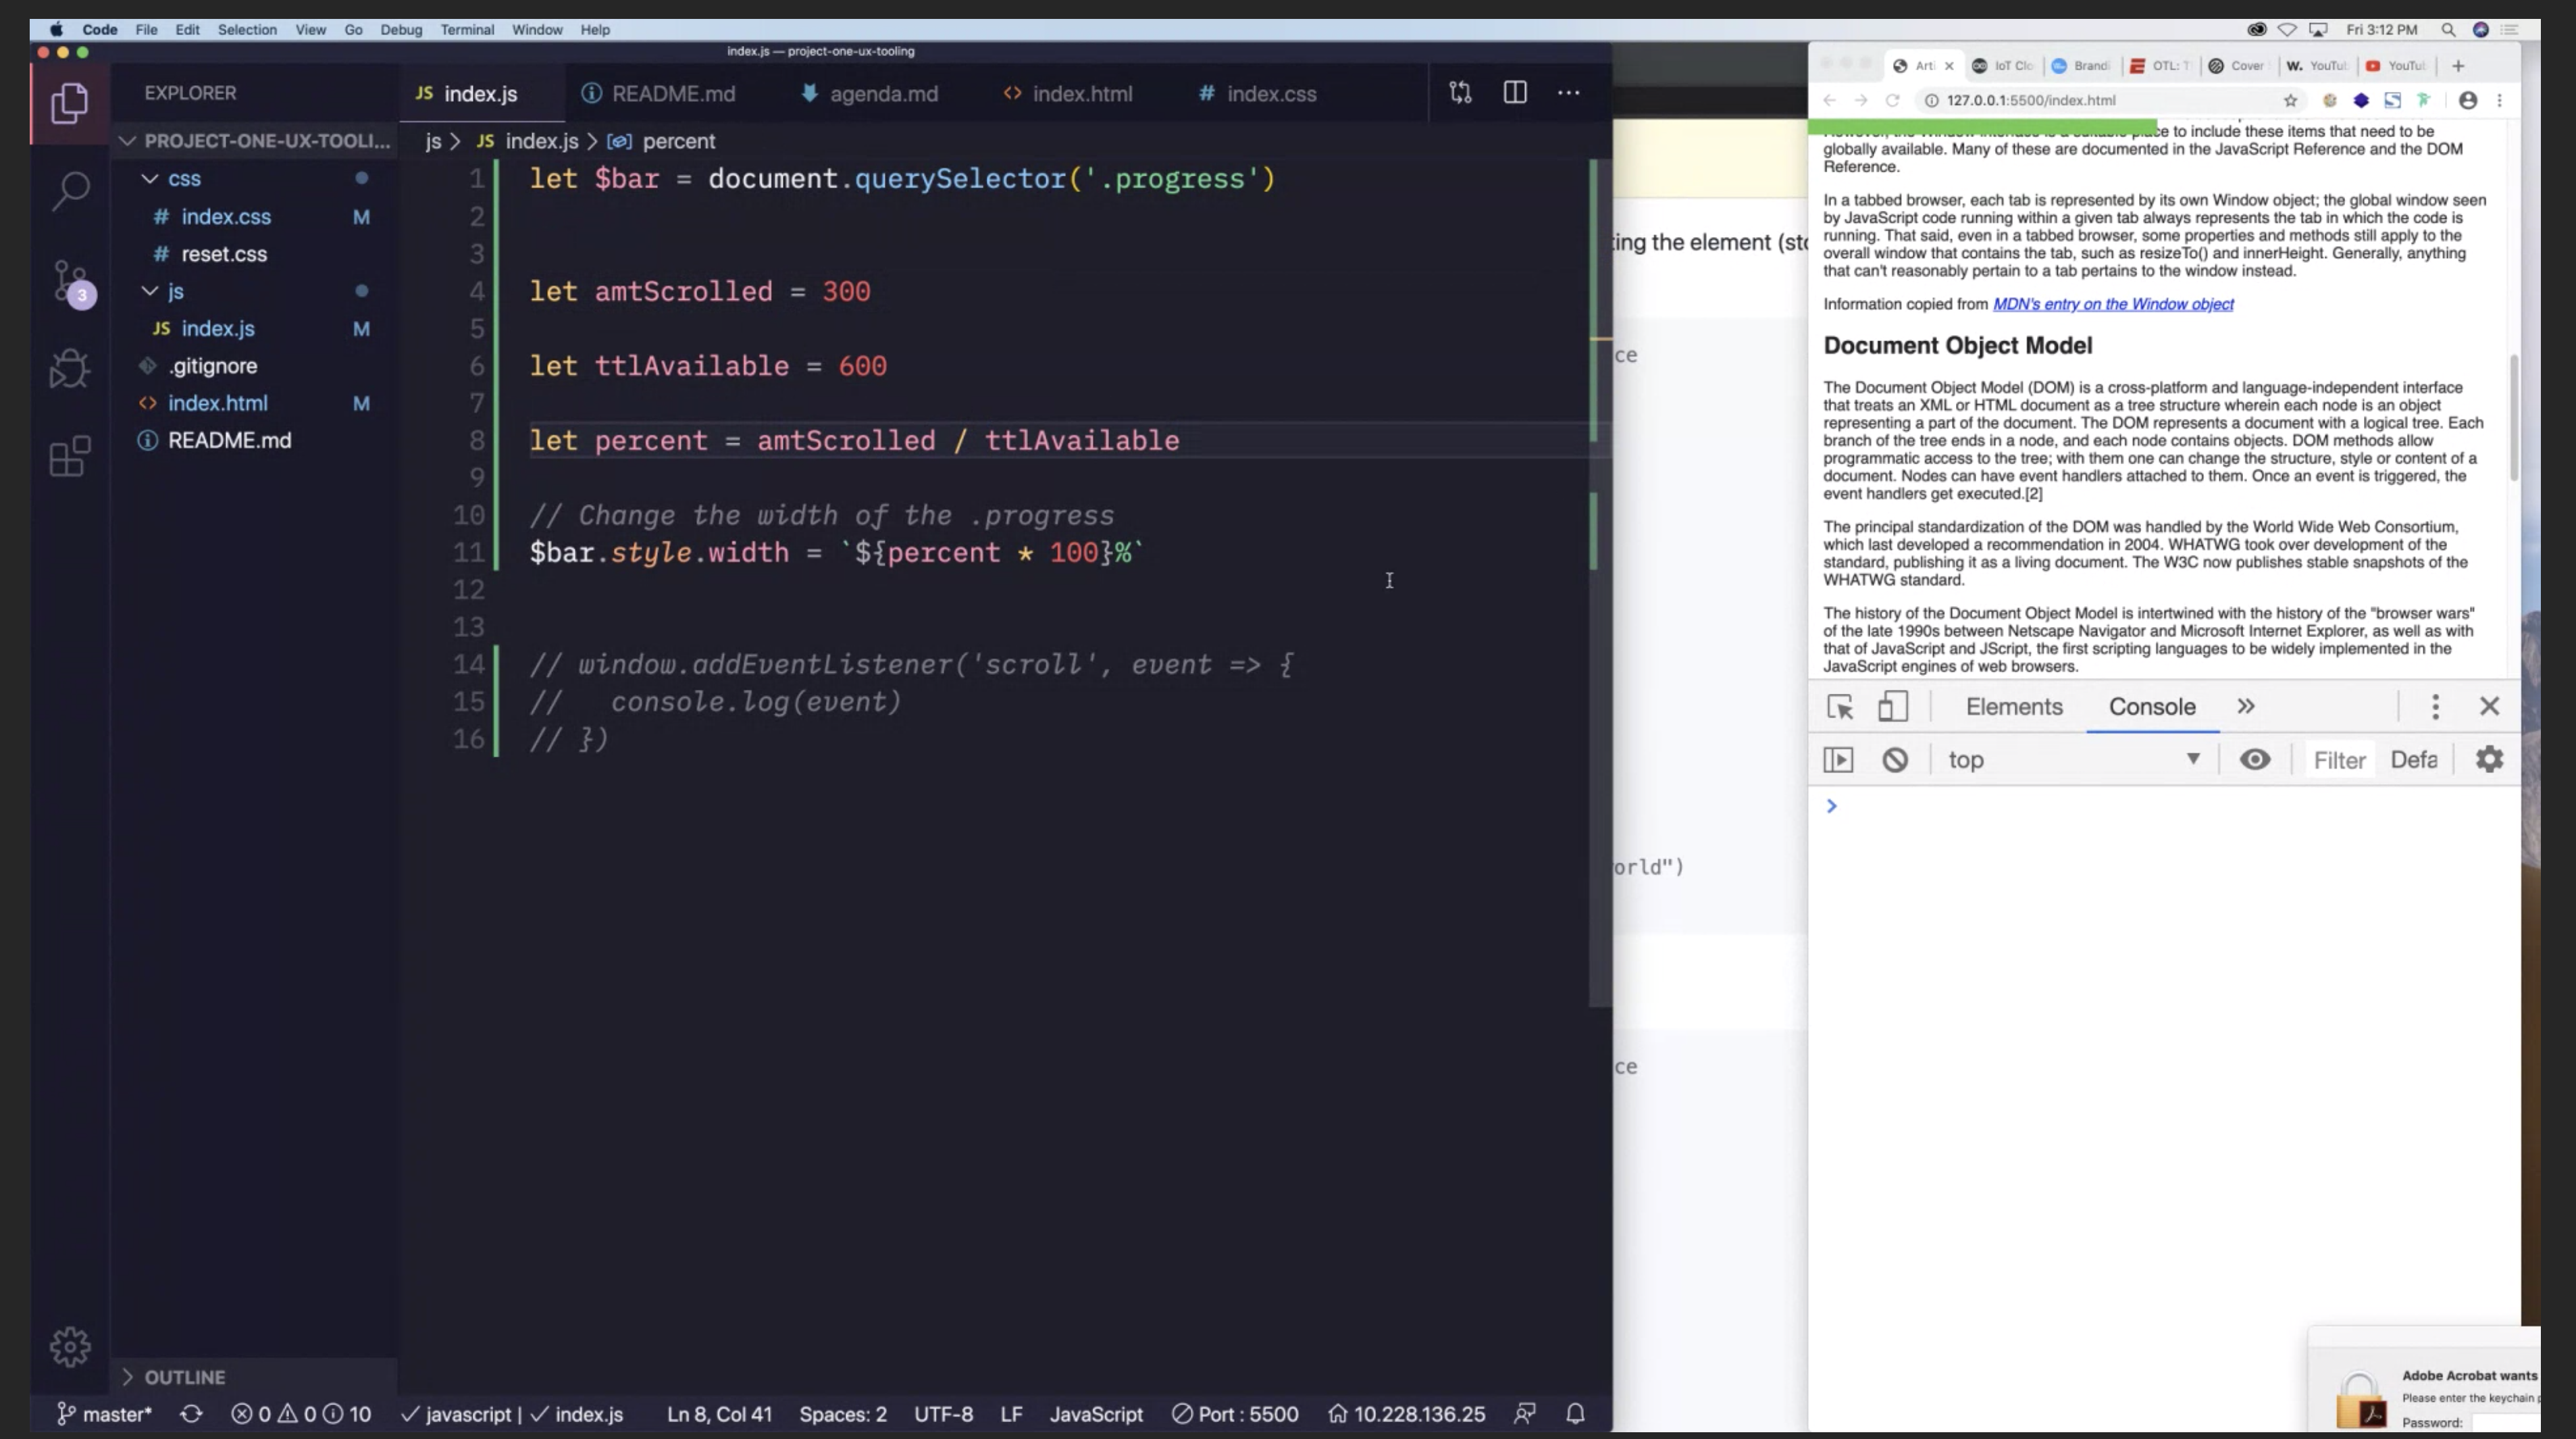 Code File Edit Selection View Go Debug Terminal Window Help
Fri 3:12 PM
index.js — project-one-ux-tooling
EXPLORER
PROJECT-ONE-UX-TOOLI...
css
# index.css M
# reset.css
js
JS index.js M
.gitignore
<> index.html M
README.md
OUTLINE
3
JS index.js
README.md
agenda.md
<> index.html
# index.css
js > JS index.js > percent
1 let $bar = document.querySelector('.progress')
2
3
4 let amtScrolled = 300
5
6 let ttlAvailable = 600
7
8 let percent = amtScrolled / ttlAvailable
9
10 // Change the width of the .progress
11 $bar.style.width = `${percent * 100}%`
12
13
14 // window.addEventListener('scroll', event => {
15 //   console.log(event)
16 // })
master* 0 0 10 javascript | index.js Ln 8, Col 41 Spaces: 2 UTF-8 LF JavaScript Port : 5500 10.228.136.25
ing the element (sto
ce
orld")
ce
Arti IoT Clo Brandi OTL: T Cover W. YouTub YouTub
127.0.0.1:5500/index.html
to include these items that need to be
globally available. Many of these are documented in the JavaScript Reference and the DOM
Reference.
In a tabbed browser, each tab is represented by its own Window object; the global window seen
by JavaScript code running within a given tab always represents the tab in which the code is
running. That said, even in a tabbed browser, some properties and methods still apply to the
overall window that contains the tab, such as resizeTo() and innerHeight. Generally, anything
that can't reasonably pertain to a tab pertains to the window instead.
Information copied from MDN's entry on the Window object
Document Object Model
The Document Object Model (DOM) is a cross-platform and language-independent interface
that treats an XML or HTML document as a tree structure wherein each node is an object
representing a part of the document. The DOM represents a document with a logical tree. Each
branch of the tree ends in a node, and each node contains objects. DOM methods allow
programmatic access to the tree; with them one can change the structure, style or content of a
document. Nodes can have event handlers attached to them. Once an event is triggered, the
event handlers get executed.[2]
The principal standardization of the DOM was handled by the World Wide Web Consortium,
which last developed a recommendation in 2004. WHATWG took over development of the
standard, publishing it as a living document. The W3C now publishes stable snapshots of the
WHATWG standard.
The history of the Document Object Model is intertwined with the history of the "browser wars"
of the late 1990s between Netscape Navigator and Microsoft Internet Explorer, as well as with
that of JavaScript and JScript, the first scripting languages to be widely implemented in the
JavaScript engines of web browsers.
Elements Console
top Filter Defa
Adobe Acrobat wants
Please enter the keychain p
Password: